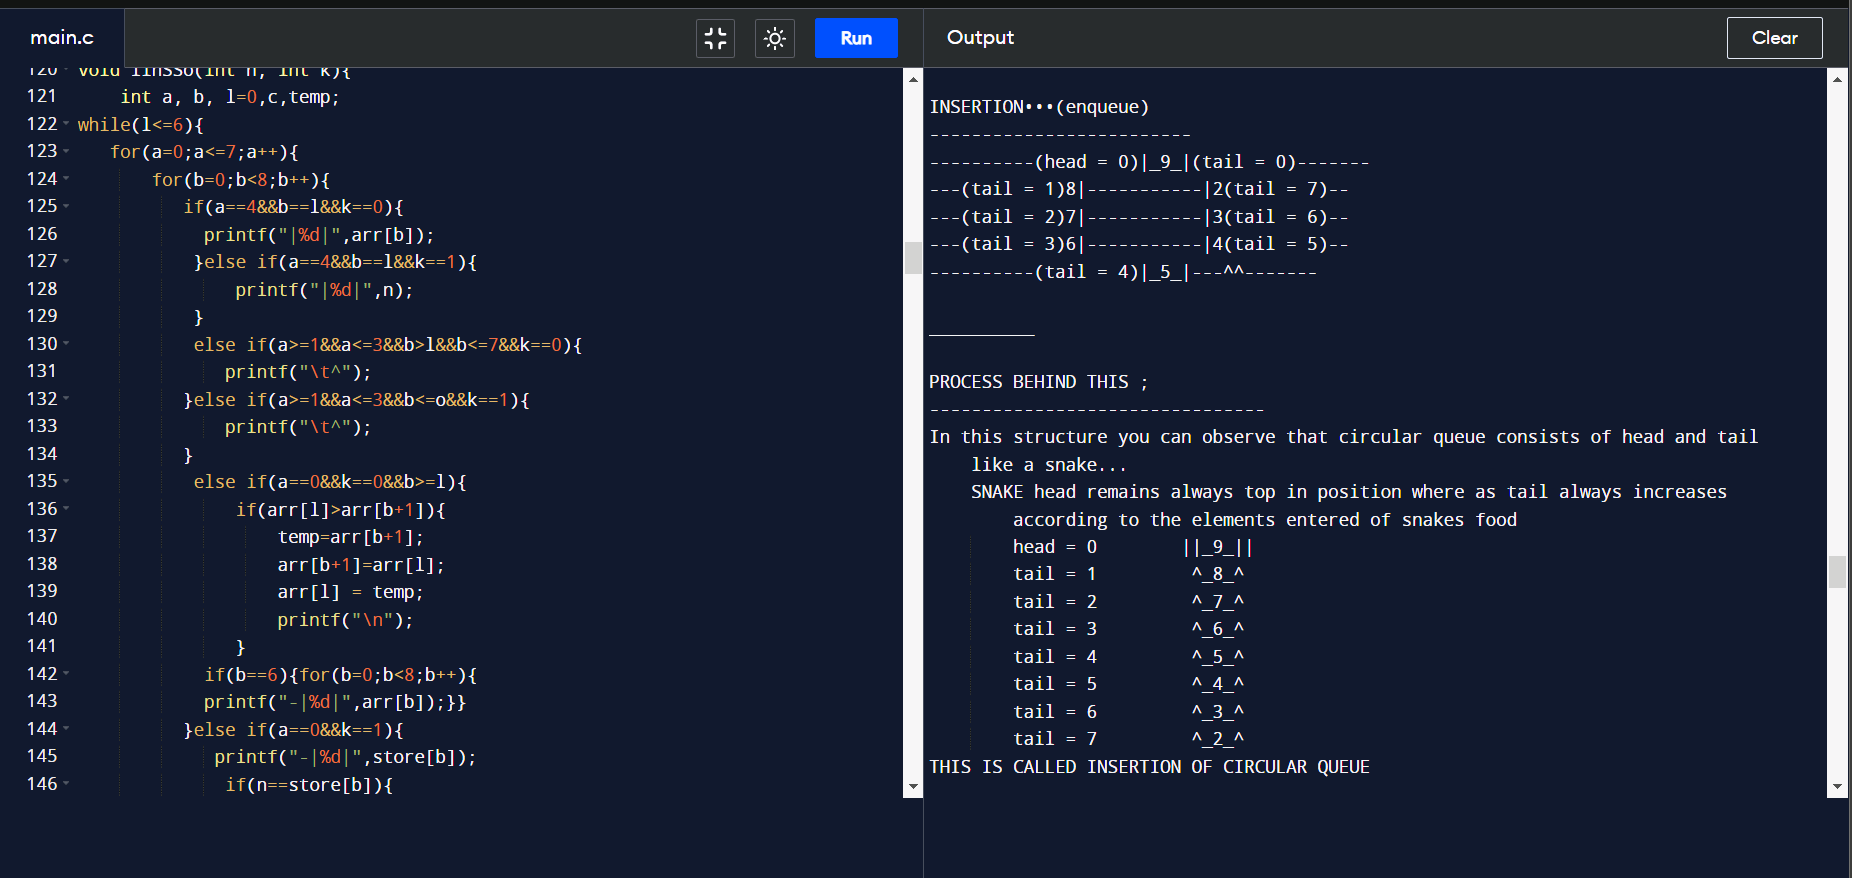 main.c
Run
Output
Clear
120 void linSSo(int n, int k){
121 int a, b, l=0,c,temp;
122 while(l<=6){
123 for(a=0;a<=7;a++){
124 for(b=0;b<8;b++){
125 if(a==4&&b==l&&k==0){
126 printf("|%d|",arr[b]);
127 }else if(a==4&&b==l&&k==1){
128 printf("|%d|",n);
129 }
130 else if(a>=1&&a<=3&&b>l&&b<=7&&k==0){
131 printf("\t^");
132 }else if(a>=1&&a<=3&&b<=o&&k==1){
133 printf("\t^");
134 }
135 else if(a==0&&k==0&&b>=l){
136 if(arr[l]>arr[b+1]){
137 temp=arr[b+1];
138 arr[b+1]=arr[l];
139 arr[l] = temp;
140 printf("\n");
141 }
142 if(b==6){for(b=0;b<8;b++){
143 printf("-|%d|",arr[b]);}}
144 }else if(a==0&&k==1){
145 printf("-|%d|",store[b]);
146 if(n==store[b]){
INSERTION•••(enqueue)
-------------------------
----------(head = 0)|_9_|(tail = 0)-------
---(tail = 1)8|-----------|2(tail = 7)--
---(tail = 2)7|-----------|3(tail = 6)--
---(tail = 3)6|-----------|4(tail = 5)--
----------(tail = 4)|_5_|---^^-------
__________
PROCESS BEHIND THIS ;
--------------------------------
In this structure you can observe that circular queue consists of head and tail
like a snake...
SNAKE head remains always top in position where as tail always increases
according to the elements entered of snakes food
head = 0 ||_9_||
tail = 1 ^_8_^
tail = 2 ^_7_^
tail = 3 ^_6_^
tail = 4 ^_5_^
tail = 5 ^_4_^
tail = 6 ^_3_^
tail = 7 ^_2_^
THIS IS CALLED INSERTION OF CIRCULAR QUEUE